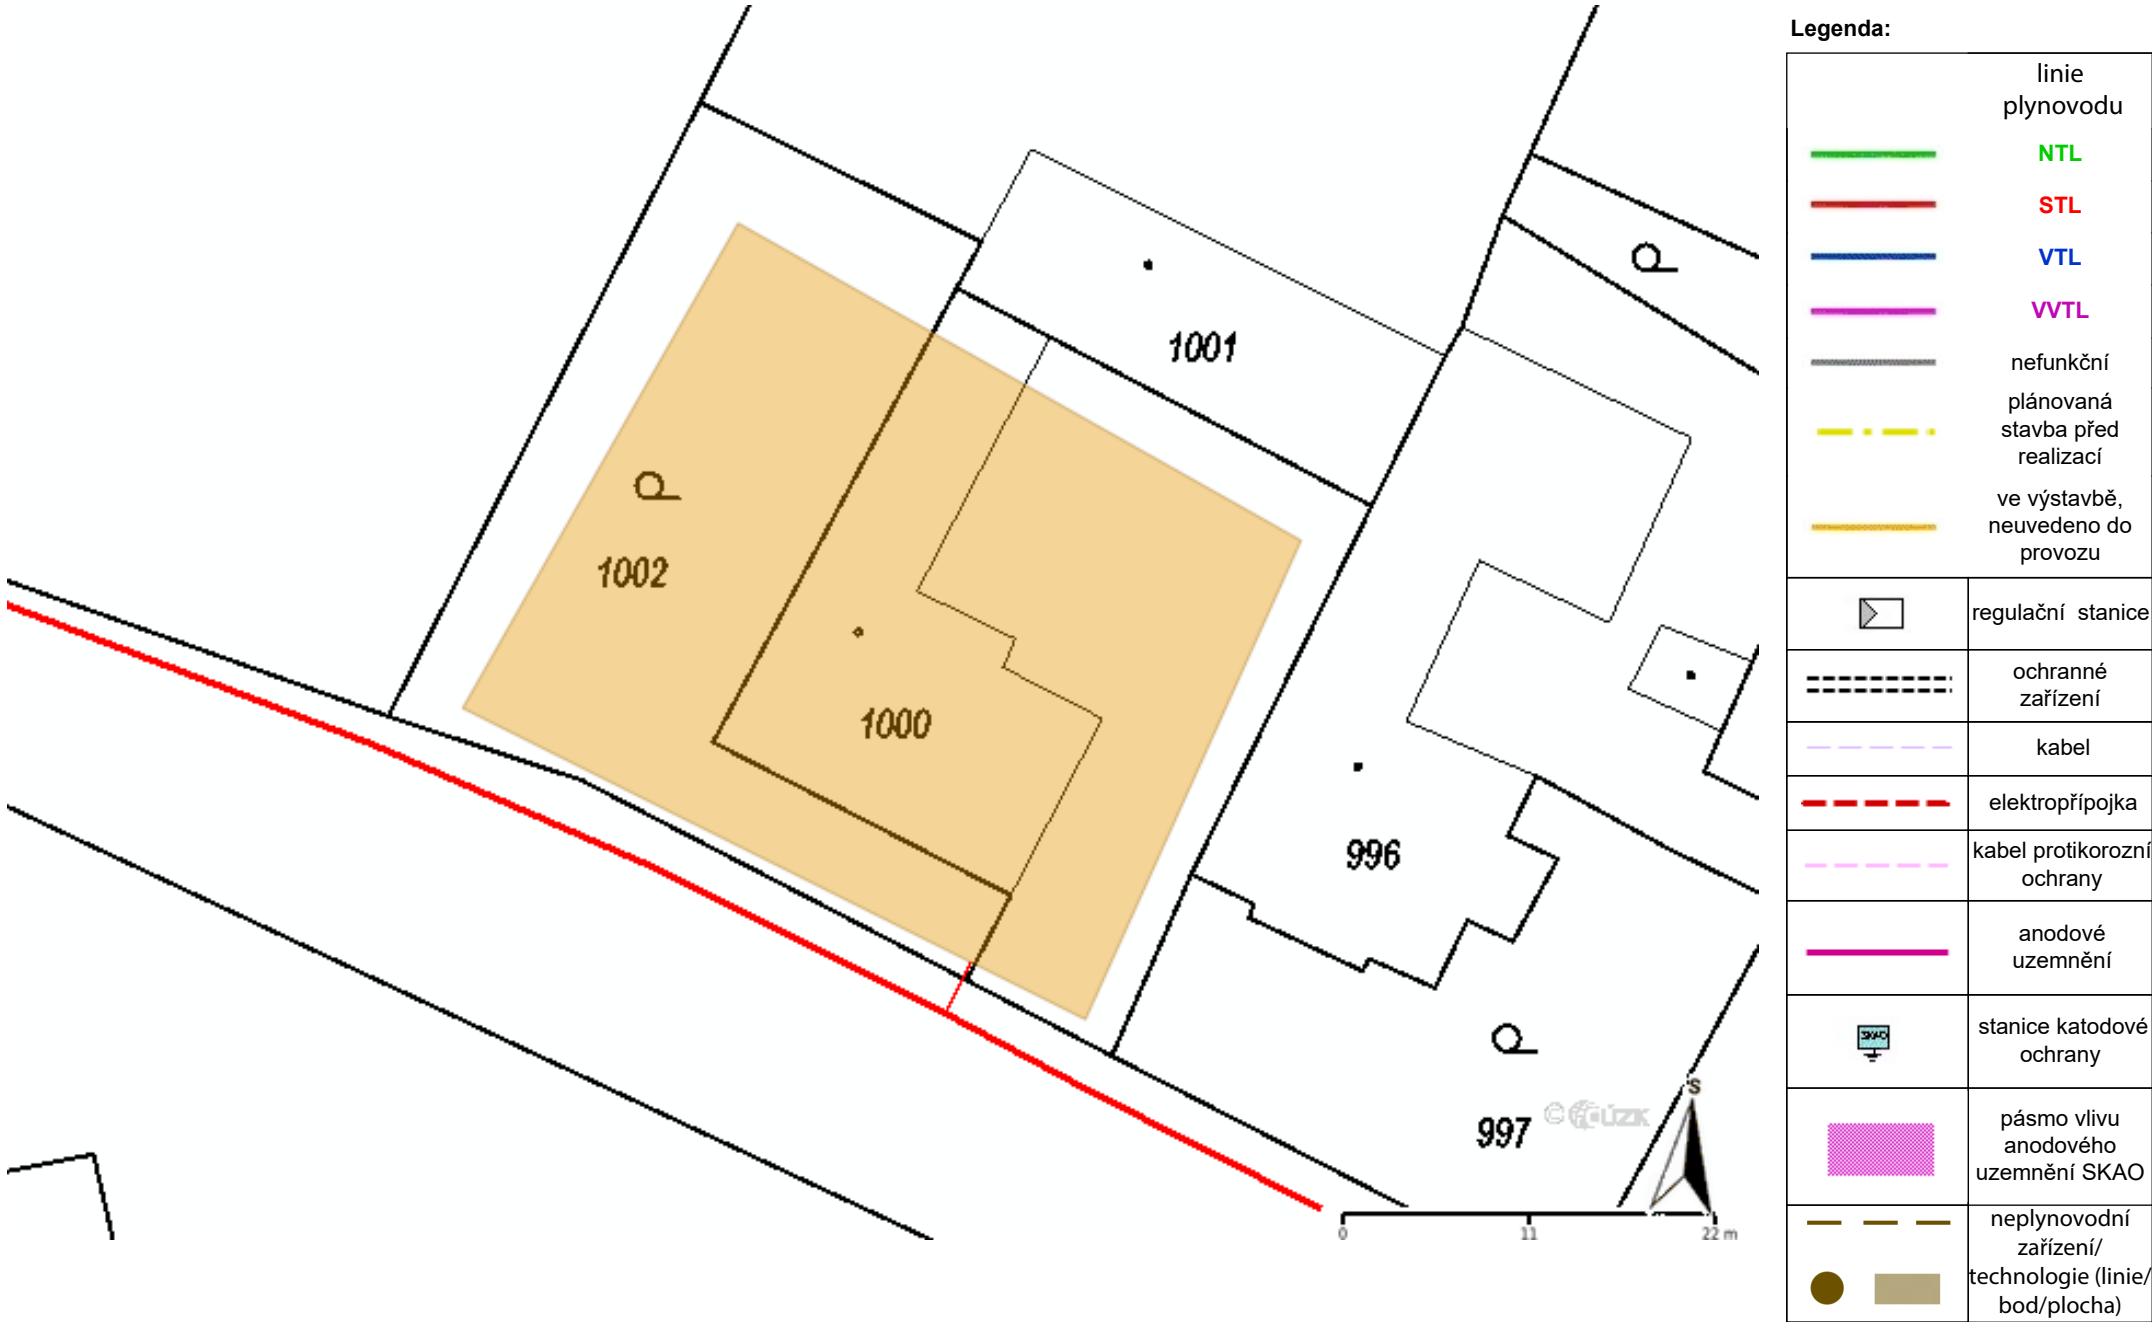 Legenda:
linie
plynovodu
NTL
STL
VTL
VVTL
nefunkční
plánovaná
stavba před
realizací
ve výstavbě,
neuvedeno do
provozu
regulační stanice
ochranné
zařízení
kabel
elektropřípojka
kabel protikorozní
ochrany
anodové
uzemnění
SKAO
stanice katodové
ochrany
pásmo vlivu
anodového
uzemnění SKAO
neplynovodní
zařízení/
technologie (linie/
bod/plocha)
1001
1002
1000
996
997
© ČÚZK
S
0 11 22 m